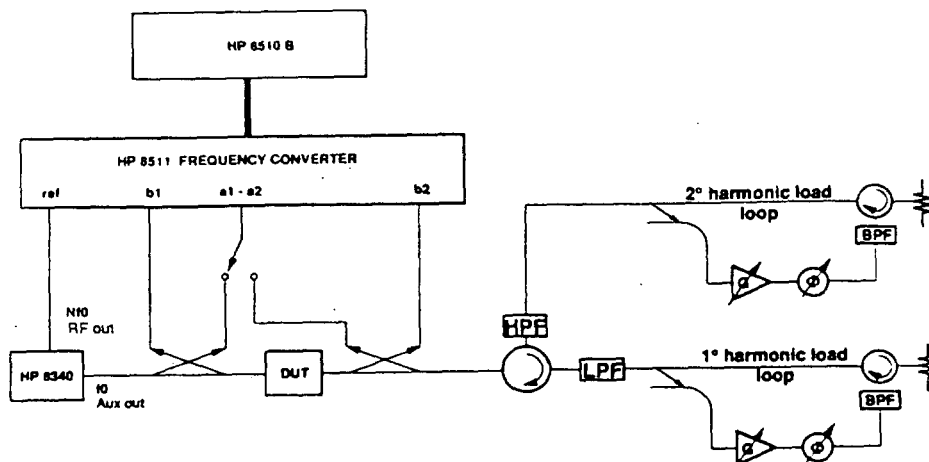 HP 8510 B
HP 8511 FREQUENCY CONVERTER
ref b1 a1 - a2 b2
2° harmonic load
loop
BPF
G Φ
Nf0
RF out
HPF
HP 8340
DUT
LPF
1° harmonic load
loop
f0
Aux out
BPF
G Φ